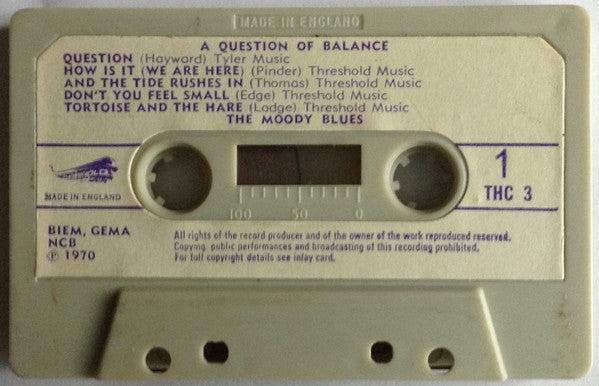 MADE IN ENGLAND
A QUESTION OF BALANCE
QUESTION (Hayward) Tyler Music
HOW IS IT (WE ARE HERE) (Pinder) Threshold Music
AND THE TIDE RUSHES IN (Thomas) Threshold Music
DON'T YOU FEEL SMALL (Edge) Threshold Music
TORTOISE AND THE HARE (Lodge) Threshold Music
THE MOODY BLUES
MADE IN ENGLAND
1
THC 3
100 50 0
BIEM, GEMA
NCB
℗ 1970
All rights of the record producer and of the owner of the work reproduced reserved.
Copying, public performances and broadcasting of this recording prohibited.
For full copyright details see inlay card.